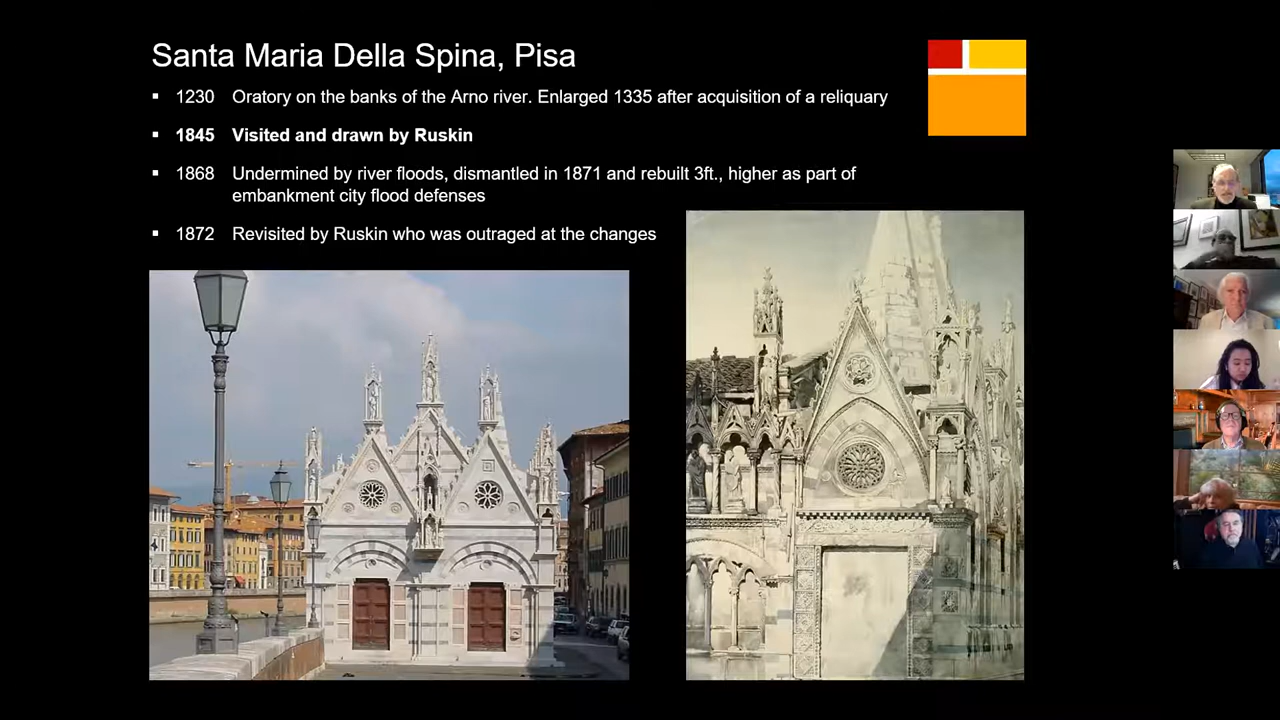 Santa Maria Della Spina, Pisa
▪ 1230 Oratory on the banks of the Arno river. Enlarged 1335 after acquisition of a reliquary
▪ 1845 Visited and drawn by Ruskin
▪ 1868 Undermined by river floods, dismantled in 1871 and rebuilt 3ft., higher as part of
embankment city flood defenses
▪ 1872 Revisited by Ruskin who was outraged at the changes